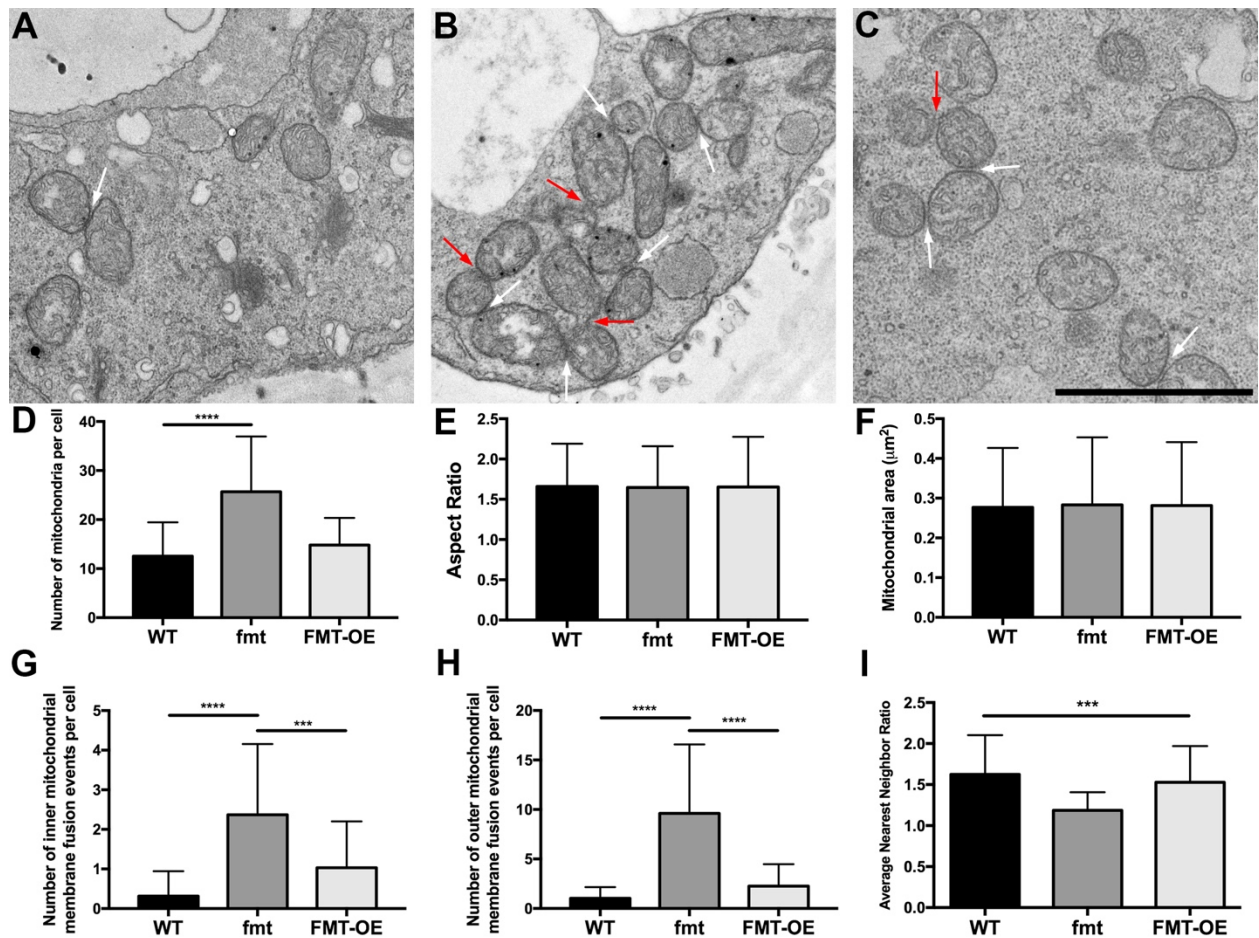 A
B
C
D
Number of mitochondria per cell
40
30
20
10
0
****
WT
fmt
FMT-OE
E
Aspect Ratio
2.5
2.0
1.5
1.0
0.5
0.0
WT
fmt
FMT-OE
F
Mitochondrial area (μm²)
0.5
0.4
0.3
0.2
0.1
0.0
WT
fmt
FMT-OE
G
Number of inner mitochondrial
membrane fusion events per cell
5
4
3
2
1
0
****
***
WT
fmt
FMT-OE
H
Number of outer mitochondrial
membrane fusion events per cell
20
15
10
5
0
****
****
WT
fmt
FMT-OE
I
Average Nearest Neighbor Ratio
2.5
2.0
1.5
1.0
0.5
0.0
***
WT
fmt
FMT-OE